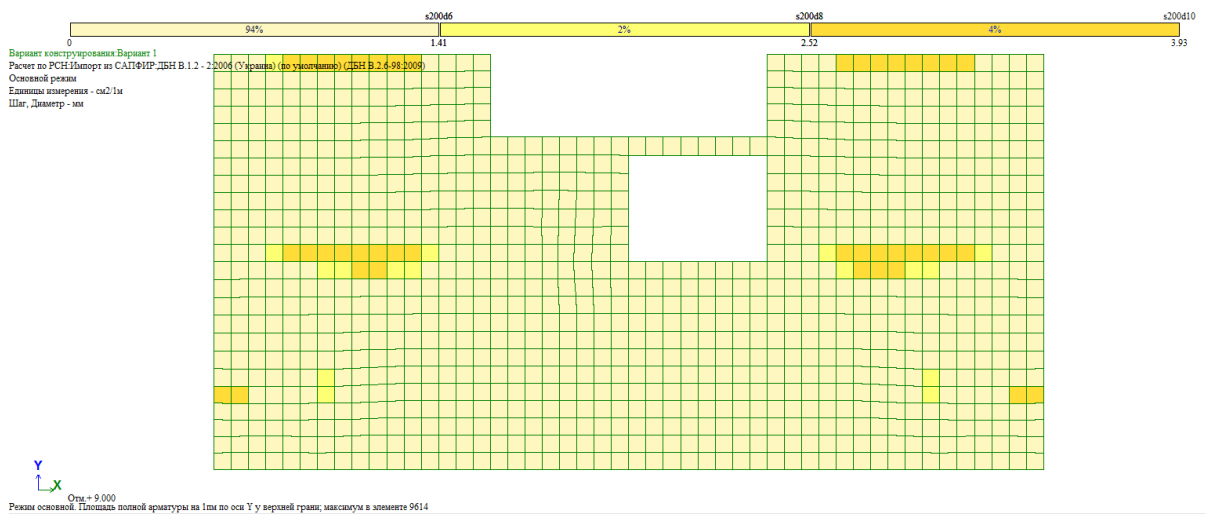 s200d6 s200d8 s200d10
94% 2% 4%
0 1.41 2.52 3.93
Вариант конструирования:Вариант 1
Расчет по РСН:Импорт из САПФИР:ДБН В.1.2 - 2:2006 (Украина) (по умолчанию) (ДБН В.2.6-98:2009)
Основной режим
Единицы измерения - см2/1м
Шаг, Диаметр - мм
Y
X
Отм.+ 9.000
Режим основной. Площадь полной арматуры на 1пм по оси Y у верхней грани; максимум в элементе 9614